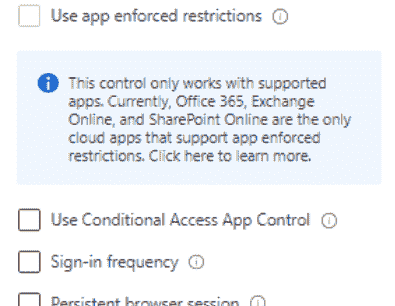 Use app enforced restrictions
This control only works with supported
apps. Currently, Office 365, Exchange
Online, and SharePoint Online are the only
cloud apps that support app enforced
restrictions. Click here to learn more.
Use Conditional Access App Control
Sign-in frequency
Persistent browser session